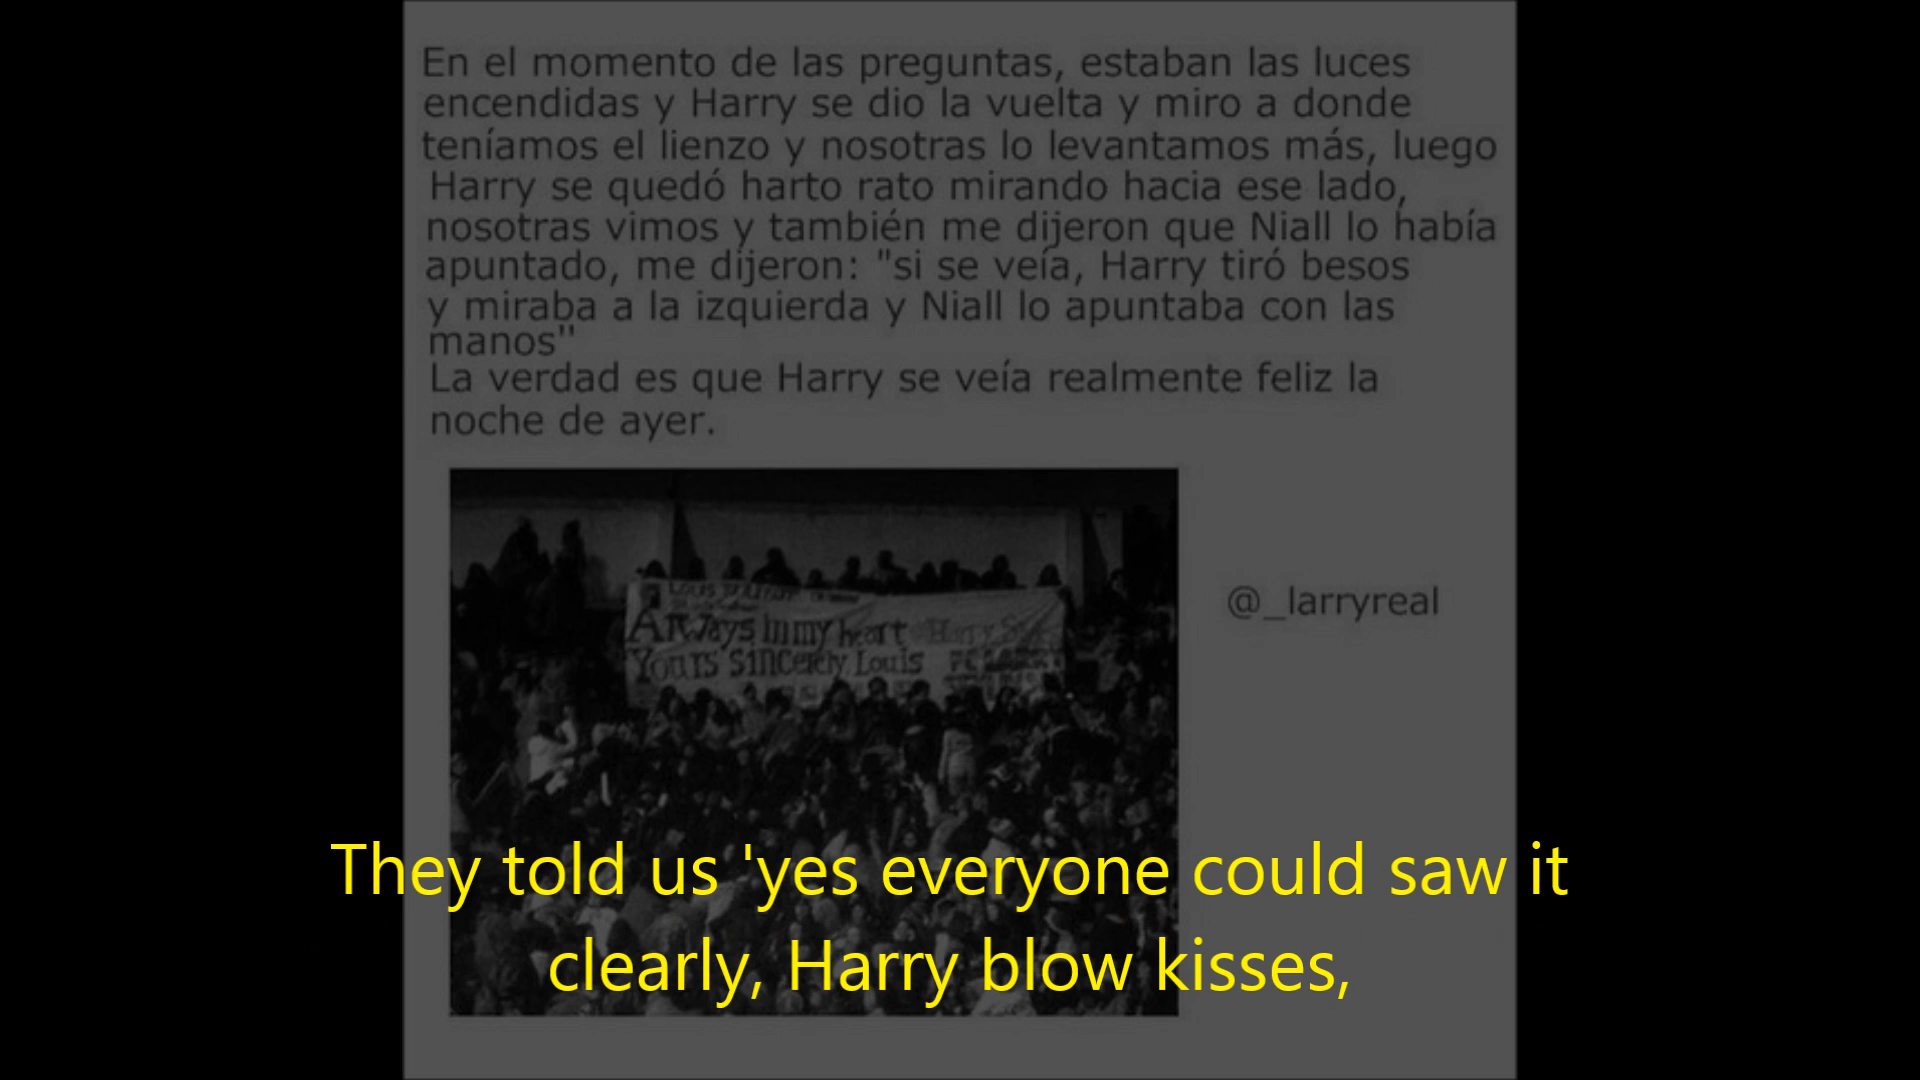 En el momento de las preguntas, estaban las luces
encendidas y Harry se dio la vuelta y miro a donde
teníamos el lienzo y nosotras lo levantamos más, luego
Harry se quedó harto rato mirando hacia ese lado,
nosotras vimos y también me dijeron que Niall lo había
apuntado, me dijeron: "si se veía, Harry tiró besos
y miraba a la izquierda y Niall lo apuntaba con las
manos"
La verdad es que Harry se veía realmente feliz la
noche de ayer.
Always in my heart Harry
Yours sincerely, Louis
@_larryreal
They told us 'yes everyone could saw it
clearly, Harry blow kisses,